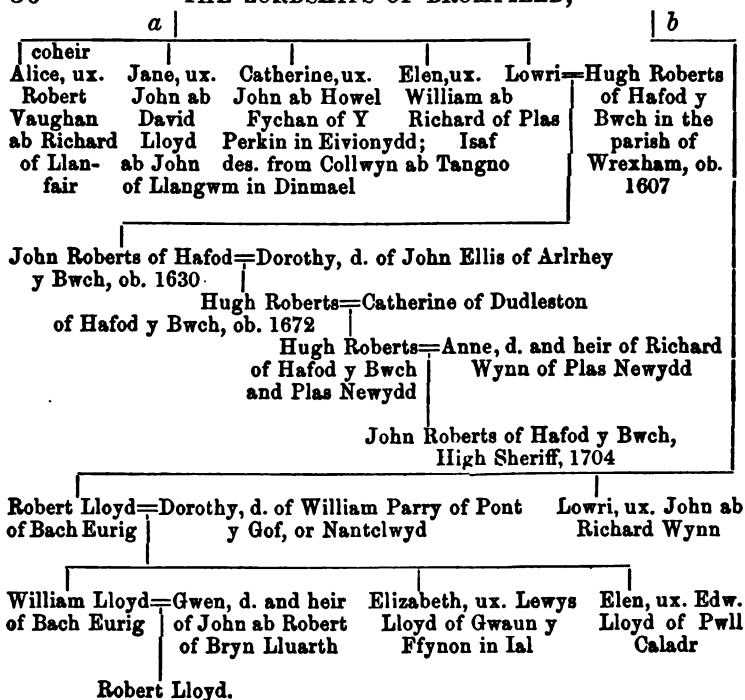 a b
coheir
Alice, ux. Jane, ux. Catherine, ux. Elen, ux. Lowri=Hugh Roberts
Robert John ab John ab Howel William ab of Hafod y
Vaughan David Fychan of Y Richard of Plas Bwch in the
ab Richard Lloyd Perkin in Eivionydd; Isaf parish of
of Llan- ab John des. from Collwyn ab Tangno Wrexham, ob.
fair of Llangwm in Dinmael 1607
John Roberts of Hafod=Dorothy, d. of John Ellis of Arlrhey
y Bwch, ob. 1630
Hugh Roberts=Catherine of Dudleston
of Hafod y Bwch, ob. 1672
Hugh Roberts=Anne, d. and heir of Richard
of Hafod y Bwch Wynn of Plas Newydd
and Plas Newydd
John Roberts of Hafod y Bwch,
High Sheriff, 1704
Robert Lloyd=Dorothy, d. of William Parry of Pont Lowri, ux. John ab
of Bach Eurig y Gof, or Nantclwyd Richard Wynn
William Lloyd=Gwen, d. and heir Elizabeth, ux. Lewys Elen, ux. Edw.
of Bach Eurig of John ab Robert Lloyd of Gwaun y Lloyd of Pwll
of Bryn Lluarth Ffynon in Ial Caladr
Robert Lloyd.